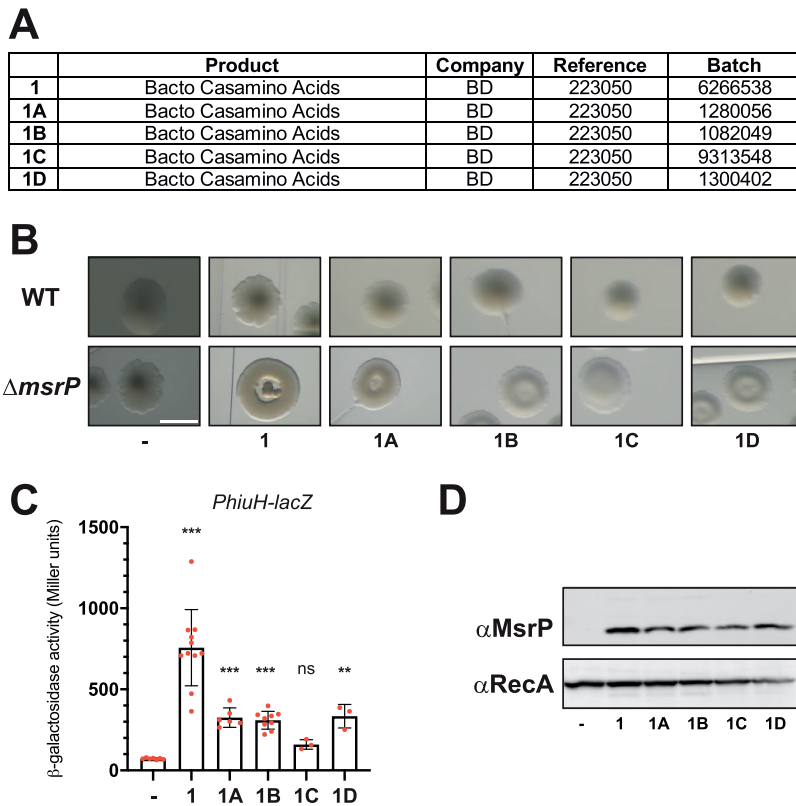 A
Product Company Reference Batch
1 Bacto Casamino Acids BD 223050 6266538
1A Bacto Casamino Acids BD 223050 1280056
1B Bacto Casamino Acids BD 223050 1082049
1C Bacto Casamino Acids BD 223050 9313548
1D Bacto Casamino Acids BD 223050 1300402
B
WT
ΔmsrP
- 1 1A 1B 1C 1D
C
PhiuH-lacZ
β-galactosidase activity (Miller units)
1500
1000
500
0
***
***
***
ns
**
- 1 1A 1B 1C 1D
D
αMsrP
αRecA
- 1 1A 1B 1C 1D